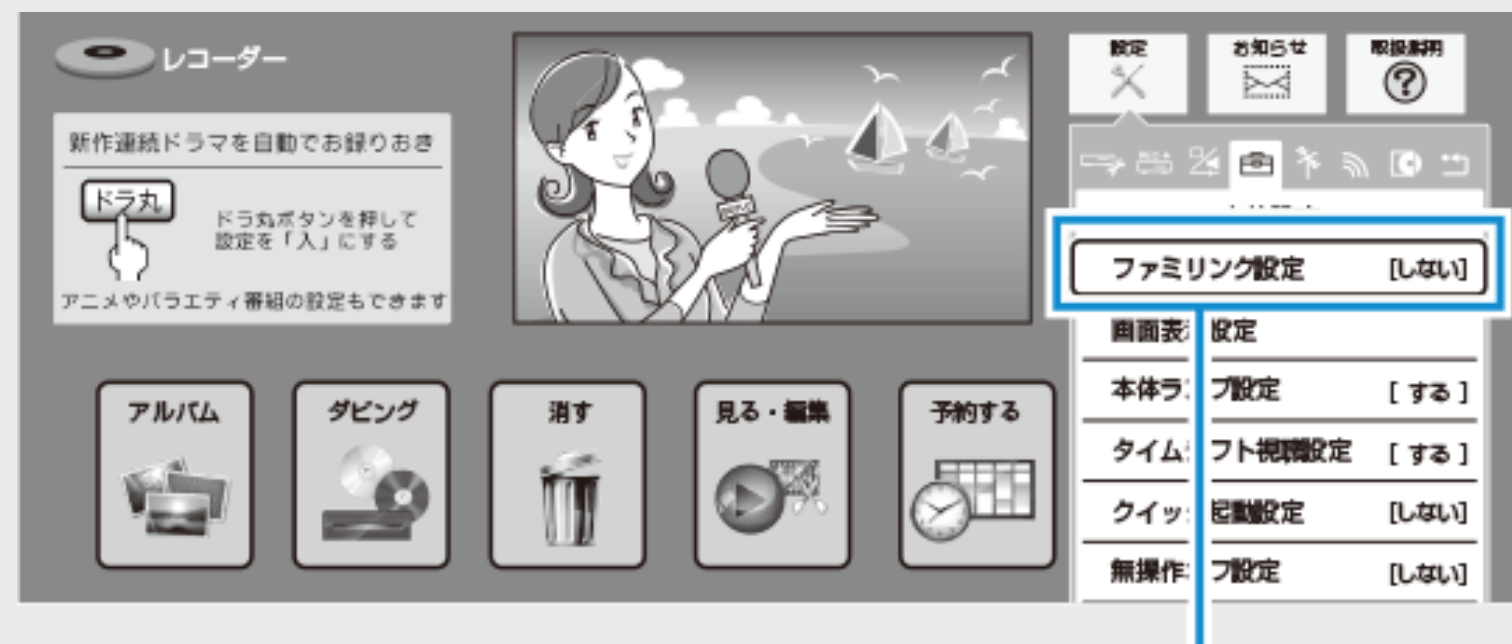 レコーダー
新作連続ドラマを自動でお録りおき
ドラ丸
ドラ丸ボタンを押して
設定を「入」にする
アニメやバラエティ番組の設定もできます
アルバム
ダビング
消す
見る・編集
予約する
設定
お知らせ
ファミリンク設定 [しない]
画面表 設定
本体ラ プ設定 [する]
タイム フト視聴設定 [する]
クイッ 起動設定 [しない]
無操作 フ設定 [しない]